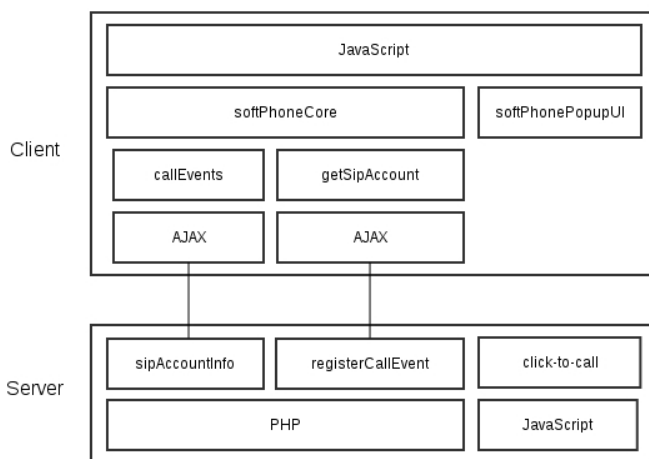 JavaScript
softPhoneCore
softPhonePopupUI
Client
callEvents
getSipAccount
AJAX
AJAX
sipAccountInfo
registerCallEvent
click-to-call
Server
PHP
JavaScript